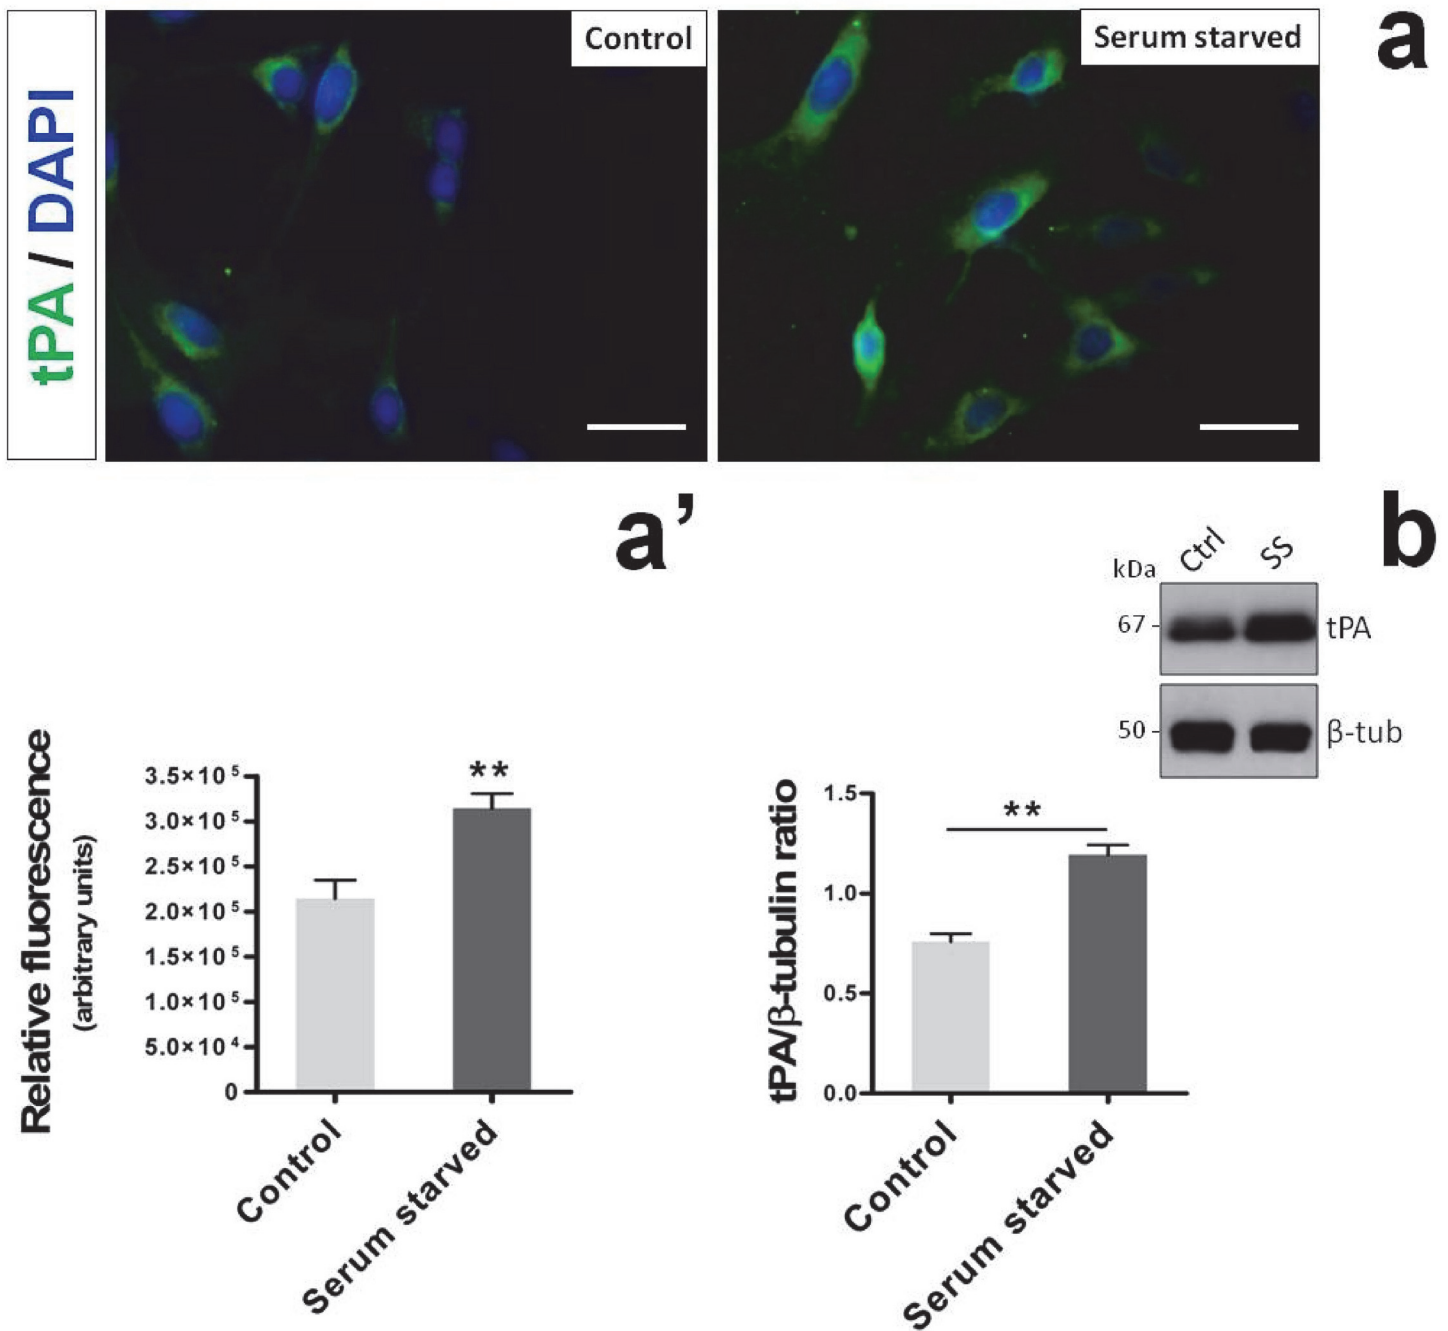 tPA / DAPI
Control
Serum starved
a
a’
b
kDa
Ctrl
SS
67
tPA
50
β-tub
Relative fluorescence
(arbitrary units)
3.5×10⁵
3.0×10⁵
2.5×10⁵
2.0×10⁵
1.5×10⁵
1.0×10⁵
5.0×10⁴
0
**
Control
Serum starved
tPA/β-tubulin ratio
1.5
1.0
0.5
0.0
**
Control
Serum starved